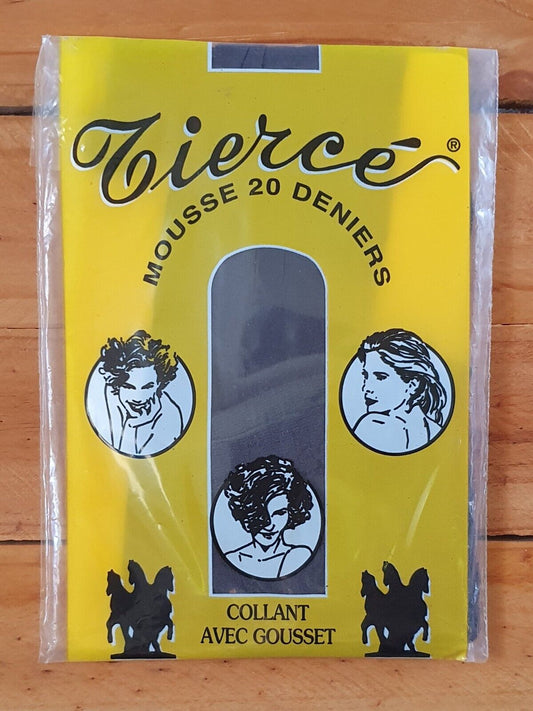 Tiercé®
MOUSSE 20 DENIERS
COLLANT
AVEC GOUSSET